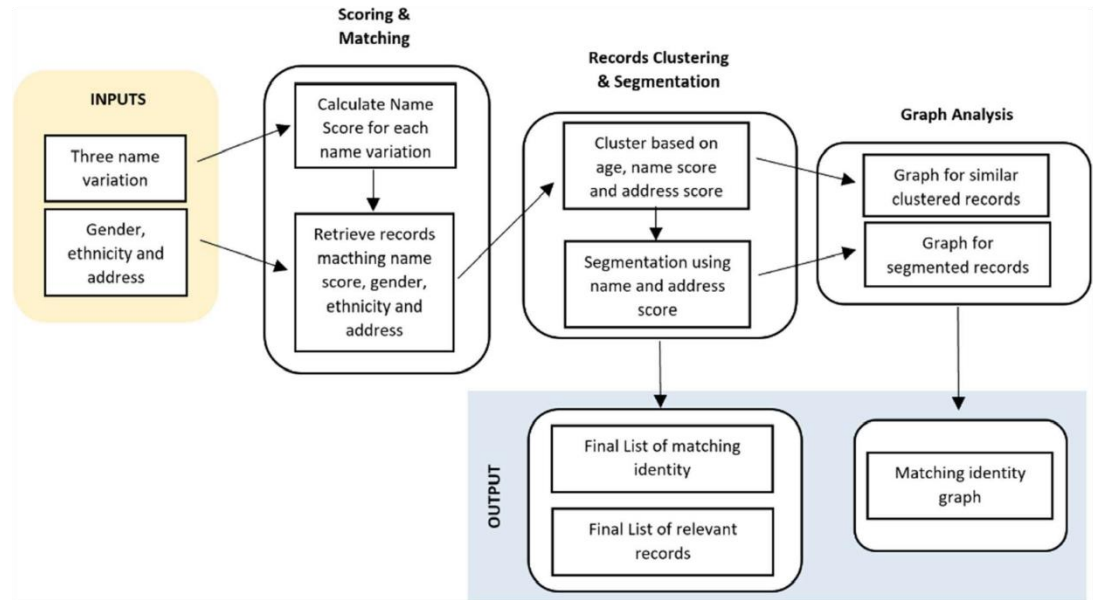 Scoring &
Matching
Records Clustering
& Segmentation
Graph Analysis
INPUTS
Three name
variation
Gender,
ethnicity and
address
Calculate Name
Score for each
name variation
Retrieve records
macthing name
score, gender,
ethnicity and
address
Cluster based on
age, name score
and address score
Segmentation using
name and address
score
Graph for similar
clustered records
Graph for
segmented records
OUTPUT
Final List of matching
identity
Final List of relevant
records
Matching identity
graph